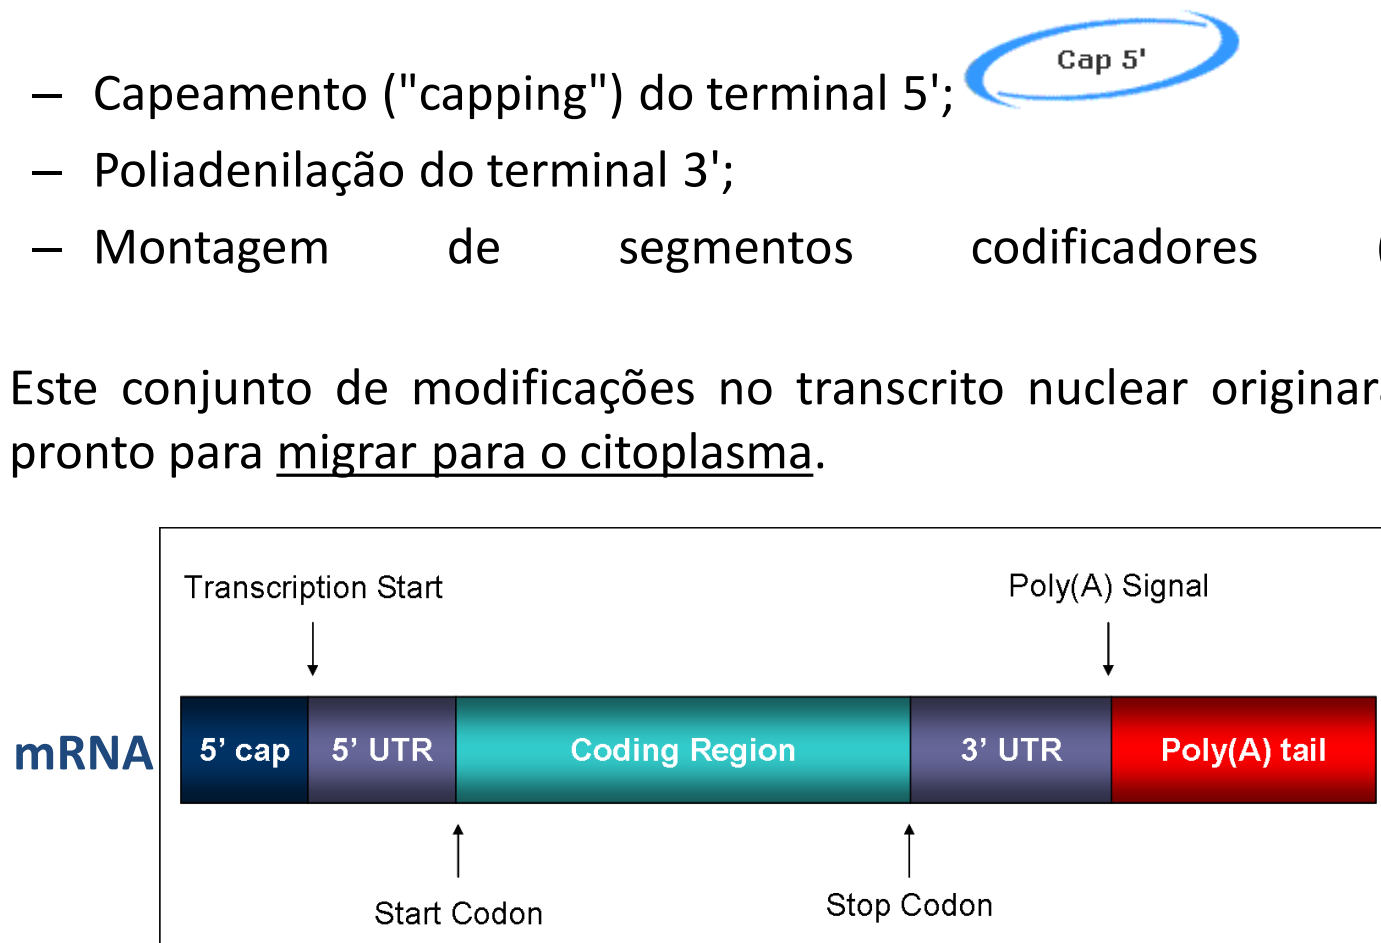 Cap 5'
– Capeamento ("capping") do terminal 5';
– Poliadenilação do terminal 3';
– Montagem de segmentos codificadores (
Este conjunto de modificações no transcrito nuclear originar
pronto para migrar para o citoplasma.
Transcription Start
Poly(A) Signal
mRNA
5’ cap
5’ UTR
Coding Region
3’ UTR
Poly(A) tail
Start Codon
Stop Codon